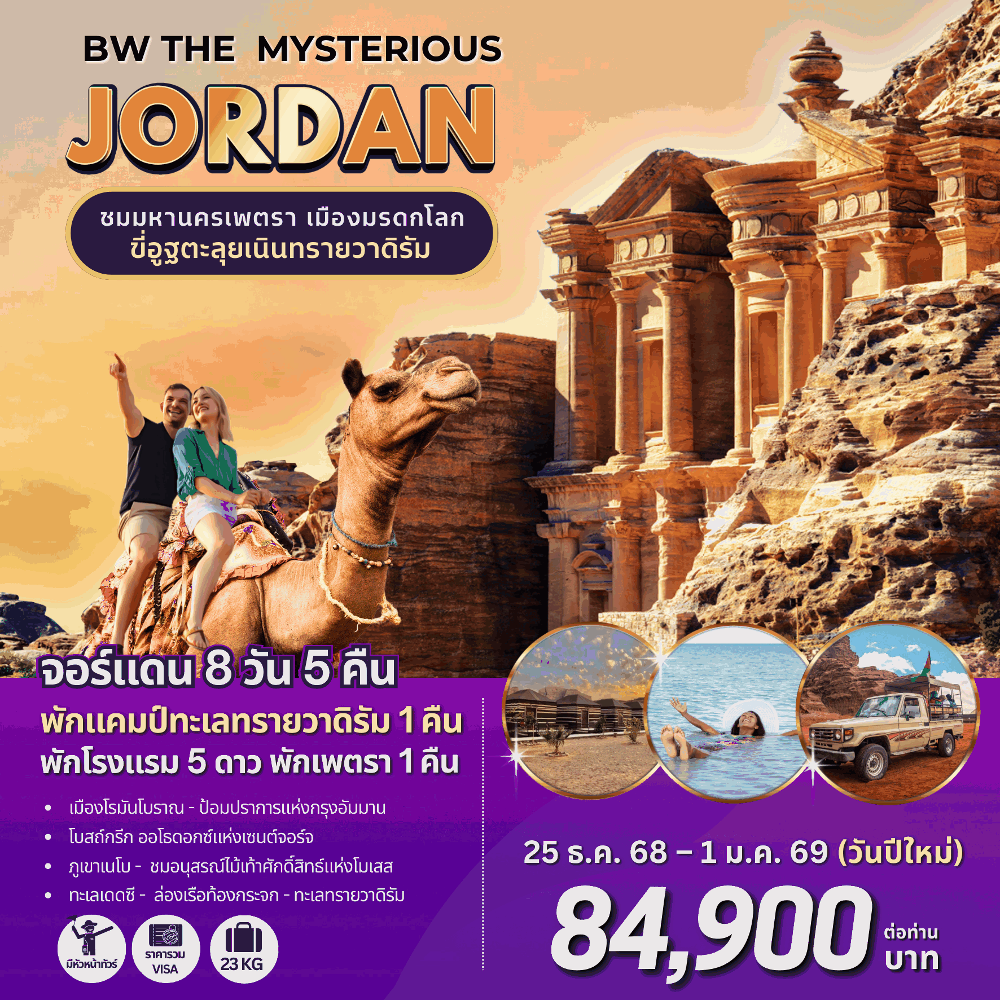 BW THE MYSTERIOUS
JORDAN
ชมมหานครเพตรา เมืองมรดกโลก
ขี่อูฐตะลุยเนินทรายวาดิรัม
จอร์แดน 8 วัน 5 คืน
พักแคมป์ทะเลทรายวาดิรัม 1 คืน
พักโรงแรม 5 ดาว พักเพตรา 1 คืน
• เมืองโรมันโบราณ - ป้อมปราการแห่งกรุงอัมมาน
• โบสถ์กรีก ออโธดอกซ์แห่งเซนต์จอร์จ
• ภูเขาเนโบ - ชมอนุสรณ์ไม้เท้าศักดิ์สิทธ์แห่งโมเสส
• ทะเลเดดซี - ล่องเรือท้องกระจก - ทะเลทรายวาดิรัม
มีหัวหน้าทัวร์
VISA
ราคารวม
VISA
23 KG
25 ธ.ค. 68 – 1 ม.ค. 69 (วันปีใหม่)
84,900
ต่อท่าน
บาท